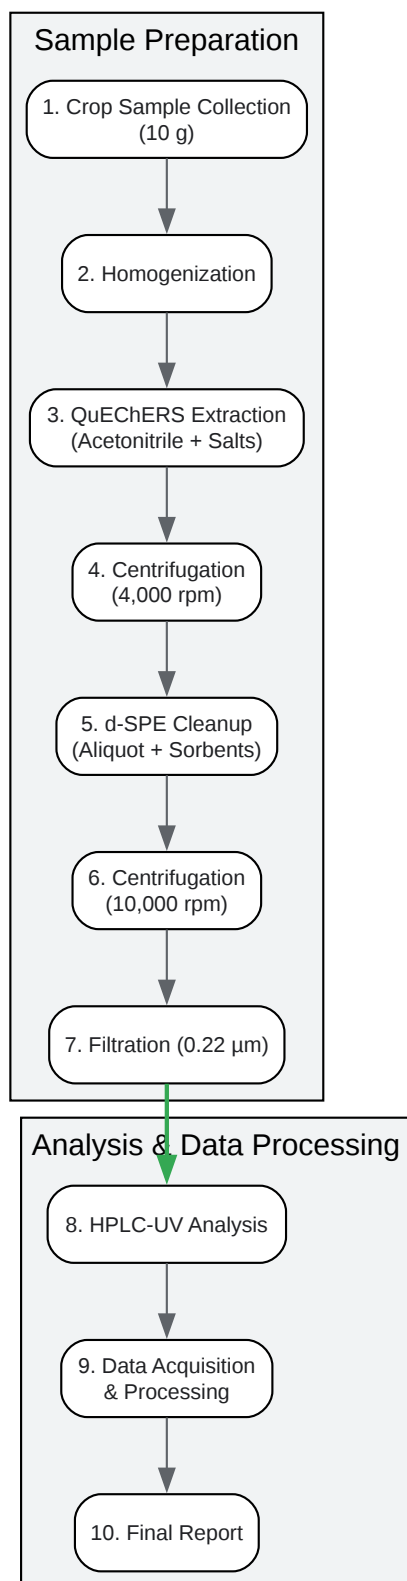 Sample Preparation
1. Crop Sample Collection
(10 g)
2. Homogenization
3. QuEChERS Extraction
(Acetonitrile + Salts)
4. Centrifugation
(4,000 rpm)
5. d-SPE Cleanup
(Aliquot + Sorbents)
6. Centrifugation
(10,000 rpm)
7. Filtration (0.22 µm)
Analysis & Data Processing
8. HPLC-UV Analysis
9. Data Acquisition
& Processing
10. Final Report